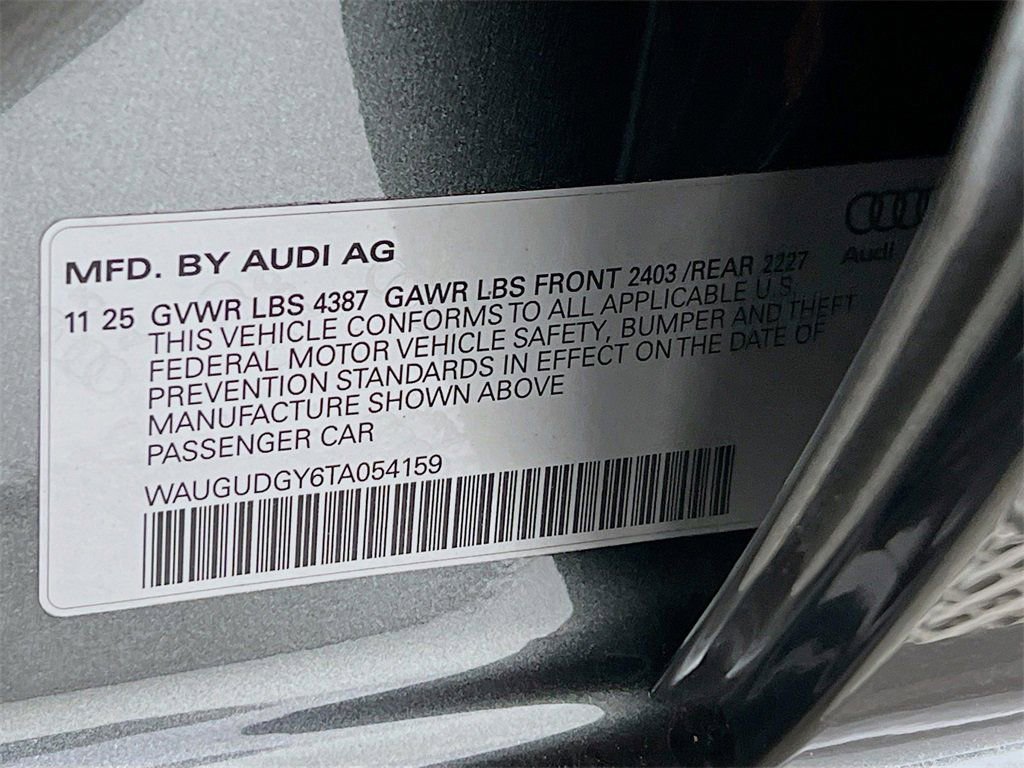 Audi
MFD. BY AUDI AG
11 25 GVWR LBS 4387 GAWR LBS FRONT 2403 /REAR 2227
THIS VEHICLE CONFORMS TO ALL APPLICABLE U.S.
FEDERAL MOTOR VEHICLE SAFETY, BUMPER AND THEFT
PREVENTION STANDARDS IN EFFECT ON THE DATE OF
MANUFACTURE SHOWN ABOVE
PASSENGER CAR
WAUGUDGY6TA054159